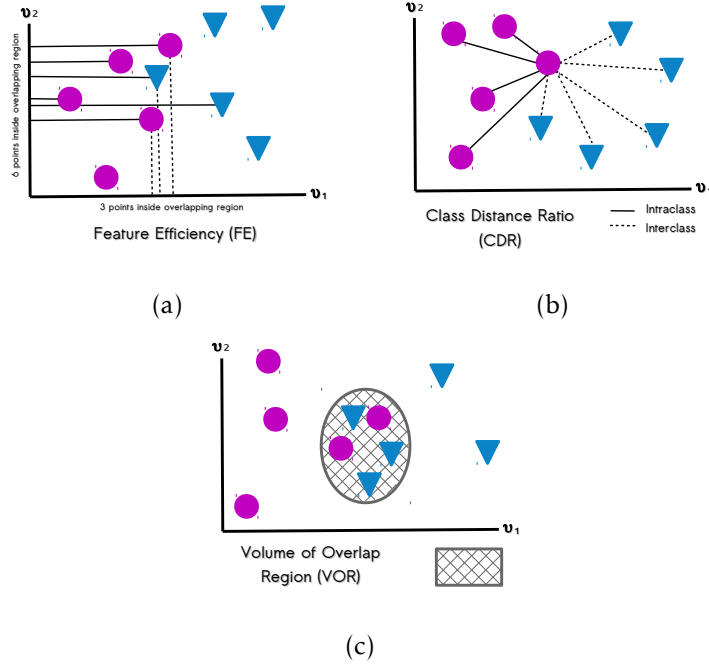 υ2
6 points inside overlapping region
υ1
3 points inside overlapping region
Feature Efficiency (FE)
(a)
υ2
Class Distance Ratio
(CDR)
Intraclass
Interclass
(b)
υ2
υ1
Volume of Overlap
Region (VOR)
(c)